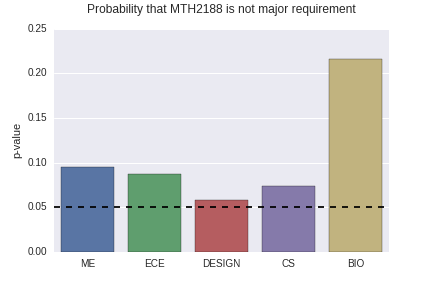 Probability that MTH2188 is not major requirement
0.25
0.20
0.15
0.10
0.05
0.00
p-value
ME ECE DESIGN CS BIO